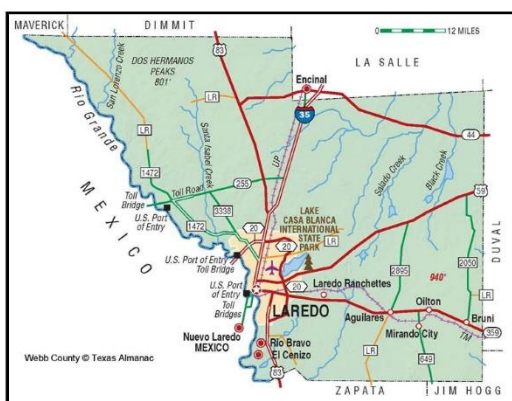 MAVERICK
DIMMIT
0 12 MILES
LA SALLE
83
DOS HERMANOS
PEAKS
801'
San Lorenzo Creek
Encinal
LR
35
Rio Grande
LR
Santa Isabel Creek
UP
44
1472
Salado Creek
Black Creek
59
Toll Road
255
MEXICO
Toll
Bridge
3338
U.S. Port
of Entry
1472
20
LAKE
CASA BLANCA
INTERNATIONAL
STATE
PARK
20
LR
DUVAL
U.S. Port of Entry
Toll Bridge
2895
940'
2050
U.S. Port
of Entry
20
Laredo Ranchettes
LR
Toll
Bridges
LAREDO
Oilton
Aguilares
Bruni
Mirando City
TM
359
Nuevo Laredo
MEXICO
Río Bravo
El Cenizo
LR
649
Webb County © Texas Almanac
83
ZAPATA
JIM HOGG